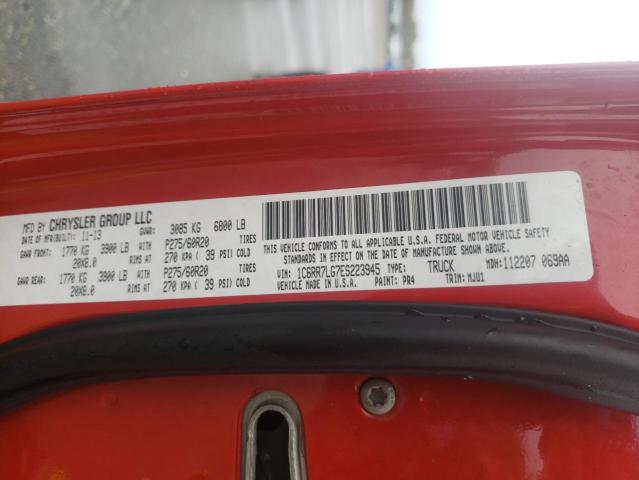 MFD BY CHRYSLER GROUP LLC
DATE OF MFR(BUILT): 11-13 GVWR: 3085 KG 6800 LB
GAWR FRONT: 1770 KG 3900 LB WITH P275/60R20 TIRES
20X8.0 RIMS AT 270 KPA ( 39 PSI) COLD
GAWR REAR: 1770 KG 3900 LB WITH P275/60R20 TIRES
20X8.0 RIMS AT 270 KPA ( 39 PSI) COLD
THIS VEHICLE CONFORMS TO ALL APPLICABLE U.S.A. FEDERAL MOTOR VEHICLE SAFETY
STANDARDS IN EFFECT ON THE DATE OF MANUFACTURE SHOWN ABOVE.
VIN: 1C6RR7LG7ES223945 TYPE: TRUCK MDH: 112207 069AA
VEHICLE MADE IN U.S.A. PAINT: PR4 TRIM: MJU1